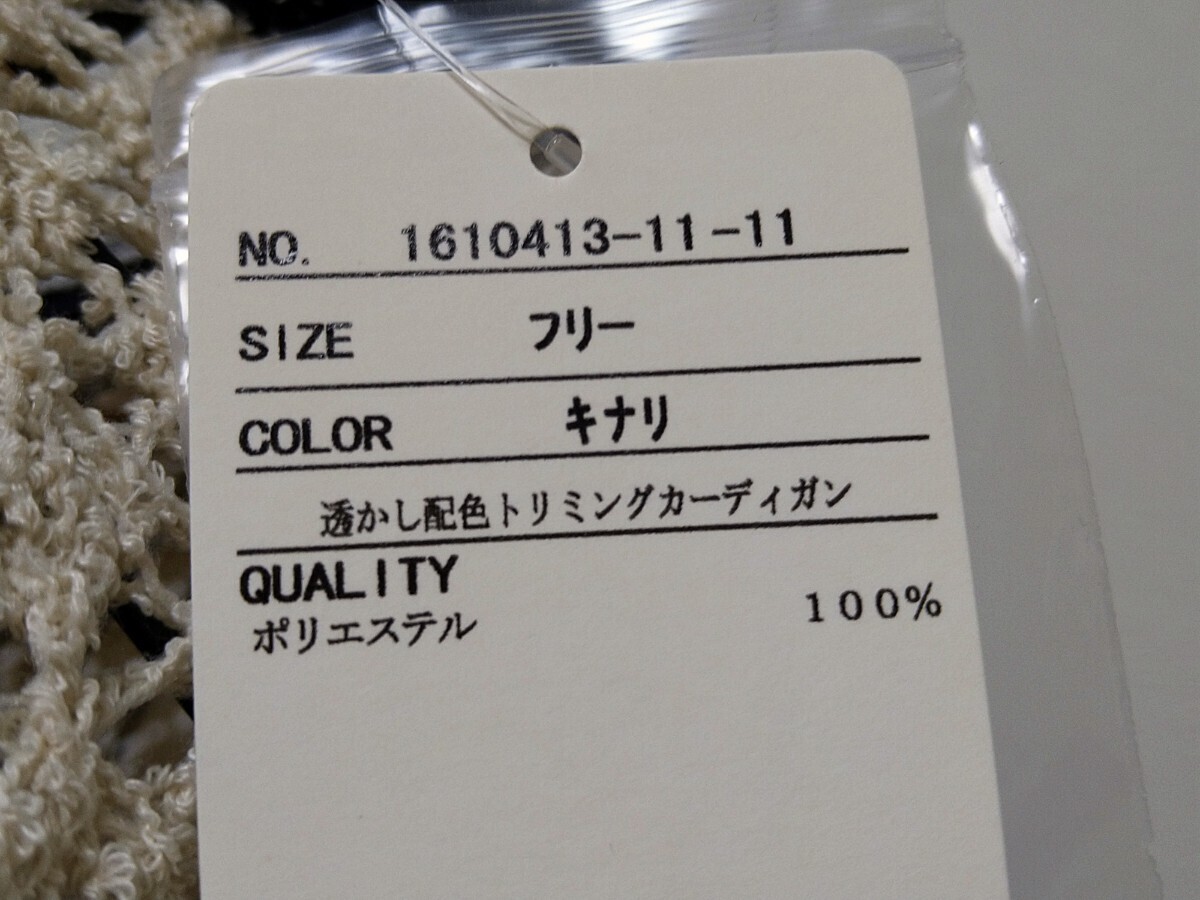 NO. 1610413-11-11
SIZE フリー
COLOR キナリ
透かし配色トリミングカーディガン
QUALITY
ポリエステル 100%